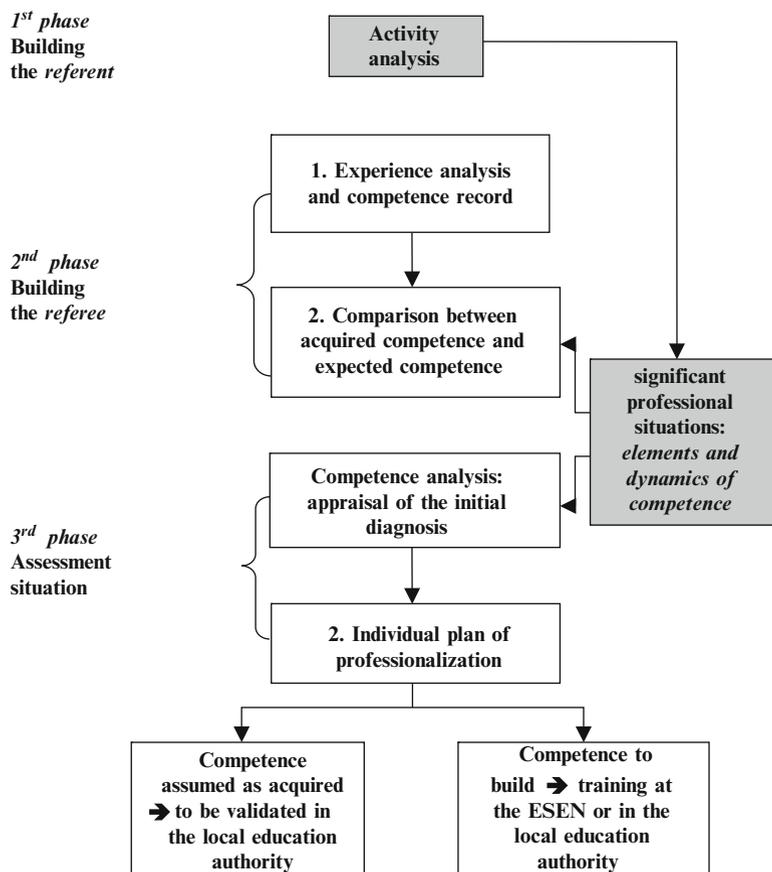 1st phase
Building
the referent
Activity
analysis
1. Experience analysis
and competence record
2nd phase
Building
the referee
2. Comparison between
acquired competence and
expected competence
significant
professional
situations:
elements and
dynamics of
competence
3rd phase
Assessment
situation
Competence analysis:
appraisal of the initial
diagnosis
2. Individual plan of
professionalization
Competence
assumed as acquired
➔ to be validated in
the local education
authority
Competence to
build ➔ training at
the ESEN or in the
local education
authority